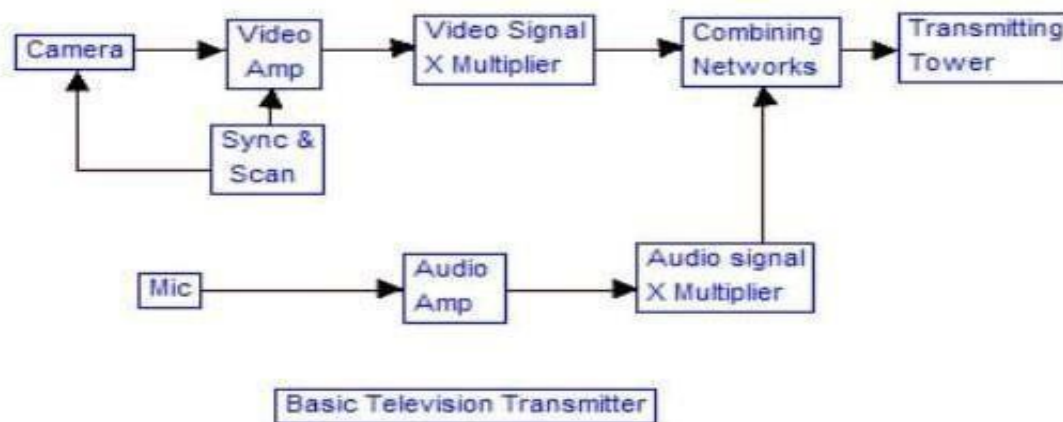 Camera
Video
Amp
Video Signal
X Multiplier
Combining
Networks
Transmitting
Tower
Sync &
Scan
Mic
Audio
Amp
Audio signal
X Multiplier
Basic Television Transmitter